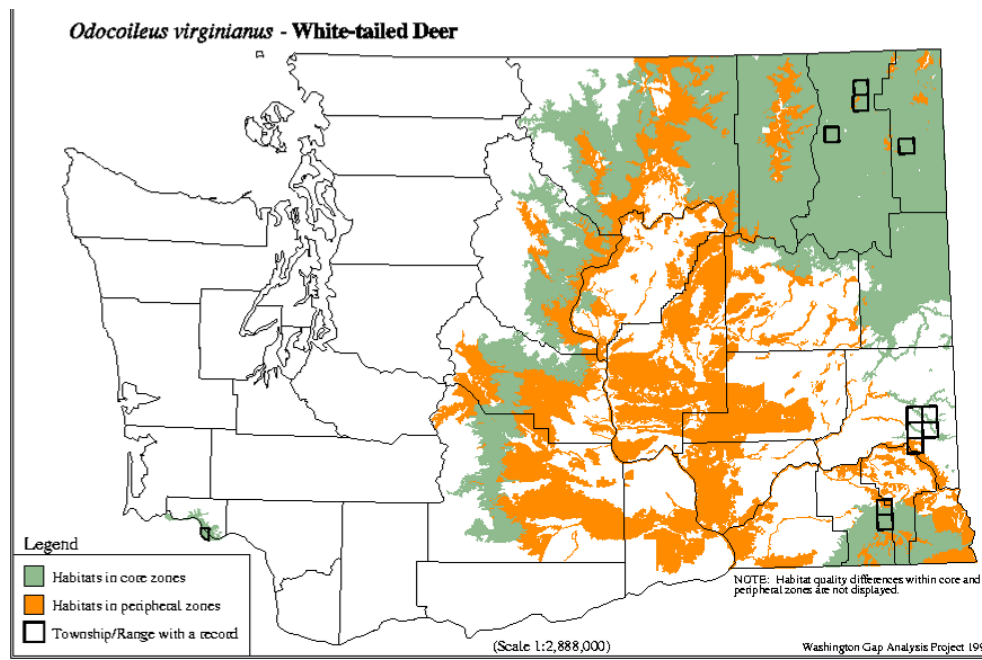 Odocoileus virginianus - White-tailed Deer
Legend
Habitats in core zones
Habitats in peripheral zones
Township/Range with a record
NOTE: Habitat quality differences within core and
peripheral zones are not displayed.
(Scale 1:2,888,000)
Washington Gap Analysis Project